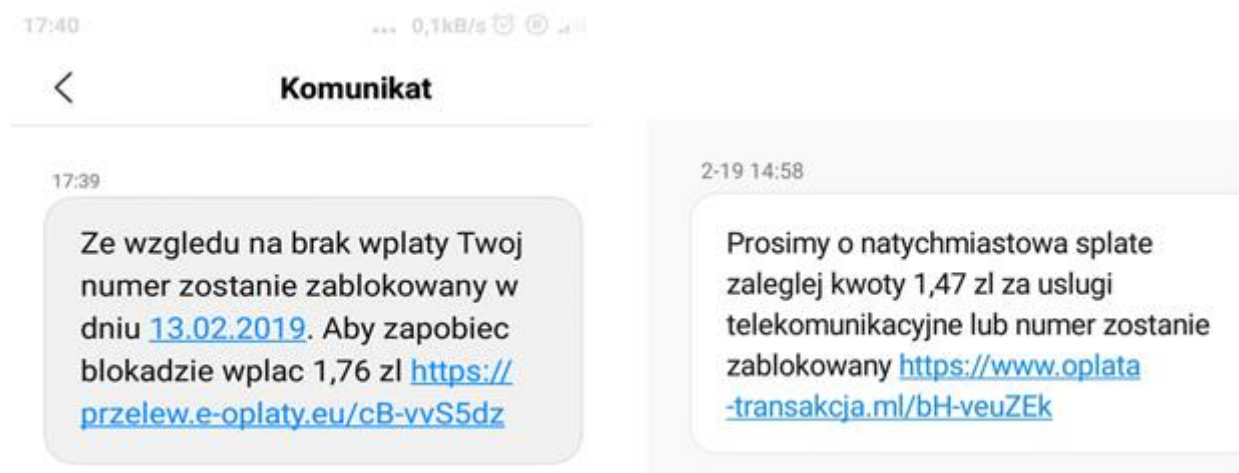 17:40 ... 0,1kB/s
Komunikat
17:39
Ze wzgledu na brak wplaty Twoj
numer zostanie zablokowany w
dniu 13.02.2019. Aby zapobiec
blokadzie wplac 1,76 zl https://
przelew.e-oplaty.eu/cB-vvS5dz
2-19 14:58
Prosimy o natychmiastowa splate
zaleglej kwoty 1,47 zl za uslugi
telekomunikacyjne lub numer zostanie
zablokowany https://www.oplata
-transakcja.ml/bH-veuZEk